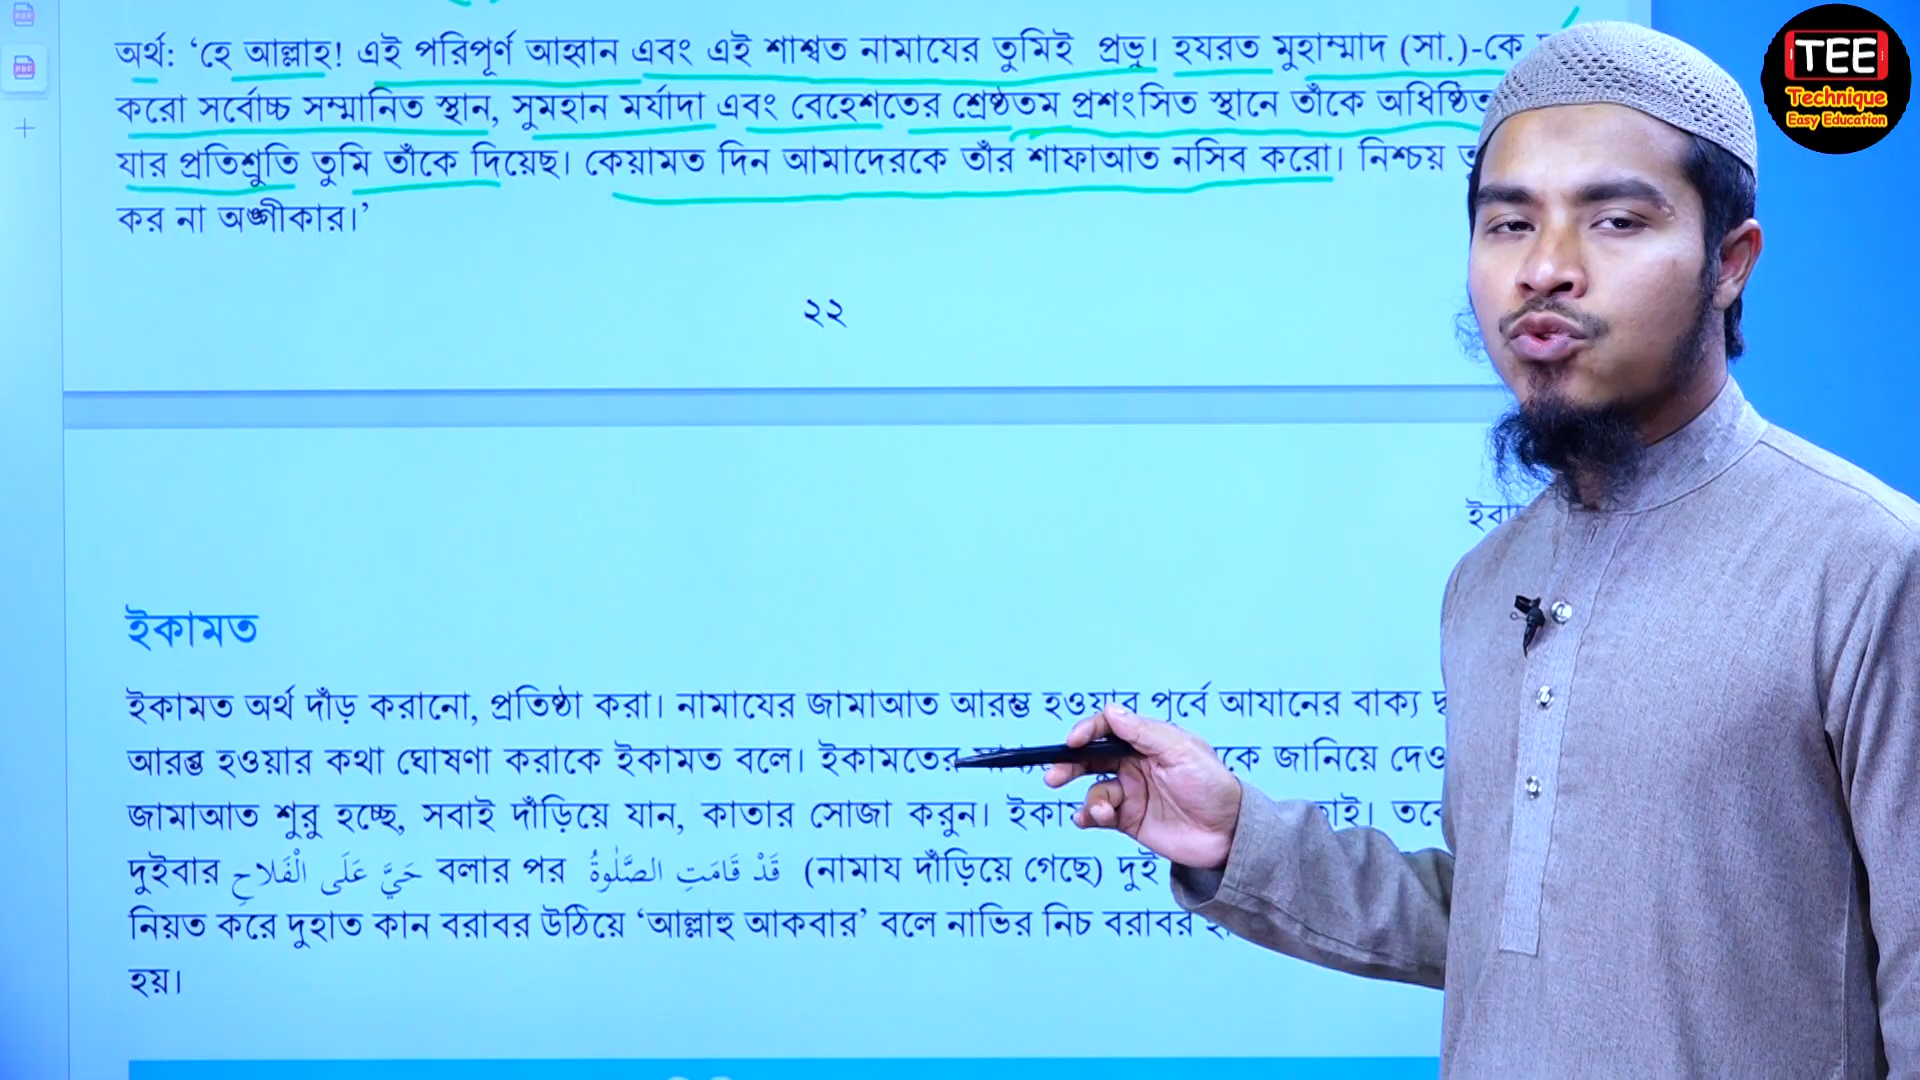 অর্থ: ‘হে আল্লাহ! এই পরিপূর্ণ আহ্বান এবং এই শাশ্বত নামাযের তুমিই প্রভু। হযরত মুহাম্মাদ (সা.)-কে
করো সর্বোচ্চ সম্মানিত স্থান, সুমহান মর্যাদা এবং বেহেশতের শ্রেষ্ঠতম প্রশংসিত স্থানে তাঁকে অধিষ্ঠিত
যার প্রতিশ্রুতি তুমি তাঁকে দিয়েছ। কেয়ামত দিন আমাদেরকে তাঁর শাফাআত নসিব করো। নিশ্চয়
কর না অঙ্গীকার।’
২২
ইকামত
ইকামত অর্থ দাঁড় করানো, প্রতিষ্ঠা করা। নামাযের জামাআত আরম্ভ হওয়ার পূর্বে আযানের বাক্য
আরম্ভ হওয়ার কথা ঘোষণা করাকে ইকামত বলে। ইকামতের জানিয়ে
জামাআত শুরু হচ্ছে, সবাই দাঁড়িয়ে যান, কাতার সোজা করুন।
দুইবার حَيَّ عَلَى الْفَلَاحِ বলার পর قَدْ قَامَتِ الصَّلٰوةُ (নামায দাঁড়িয়ে গেছে) দুই
নিয়ত করে দুহাত কান বরাবর উঠিয়ে ‘আল্লাহু আকবার’ বলে নাভির নিচ বরাবর
হয়।
TEE
Technique
Easy Education